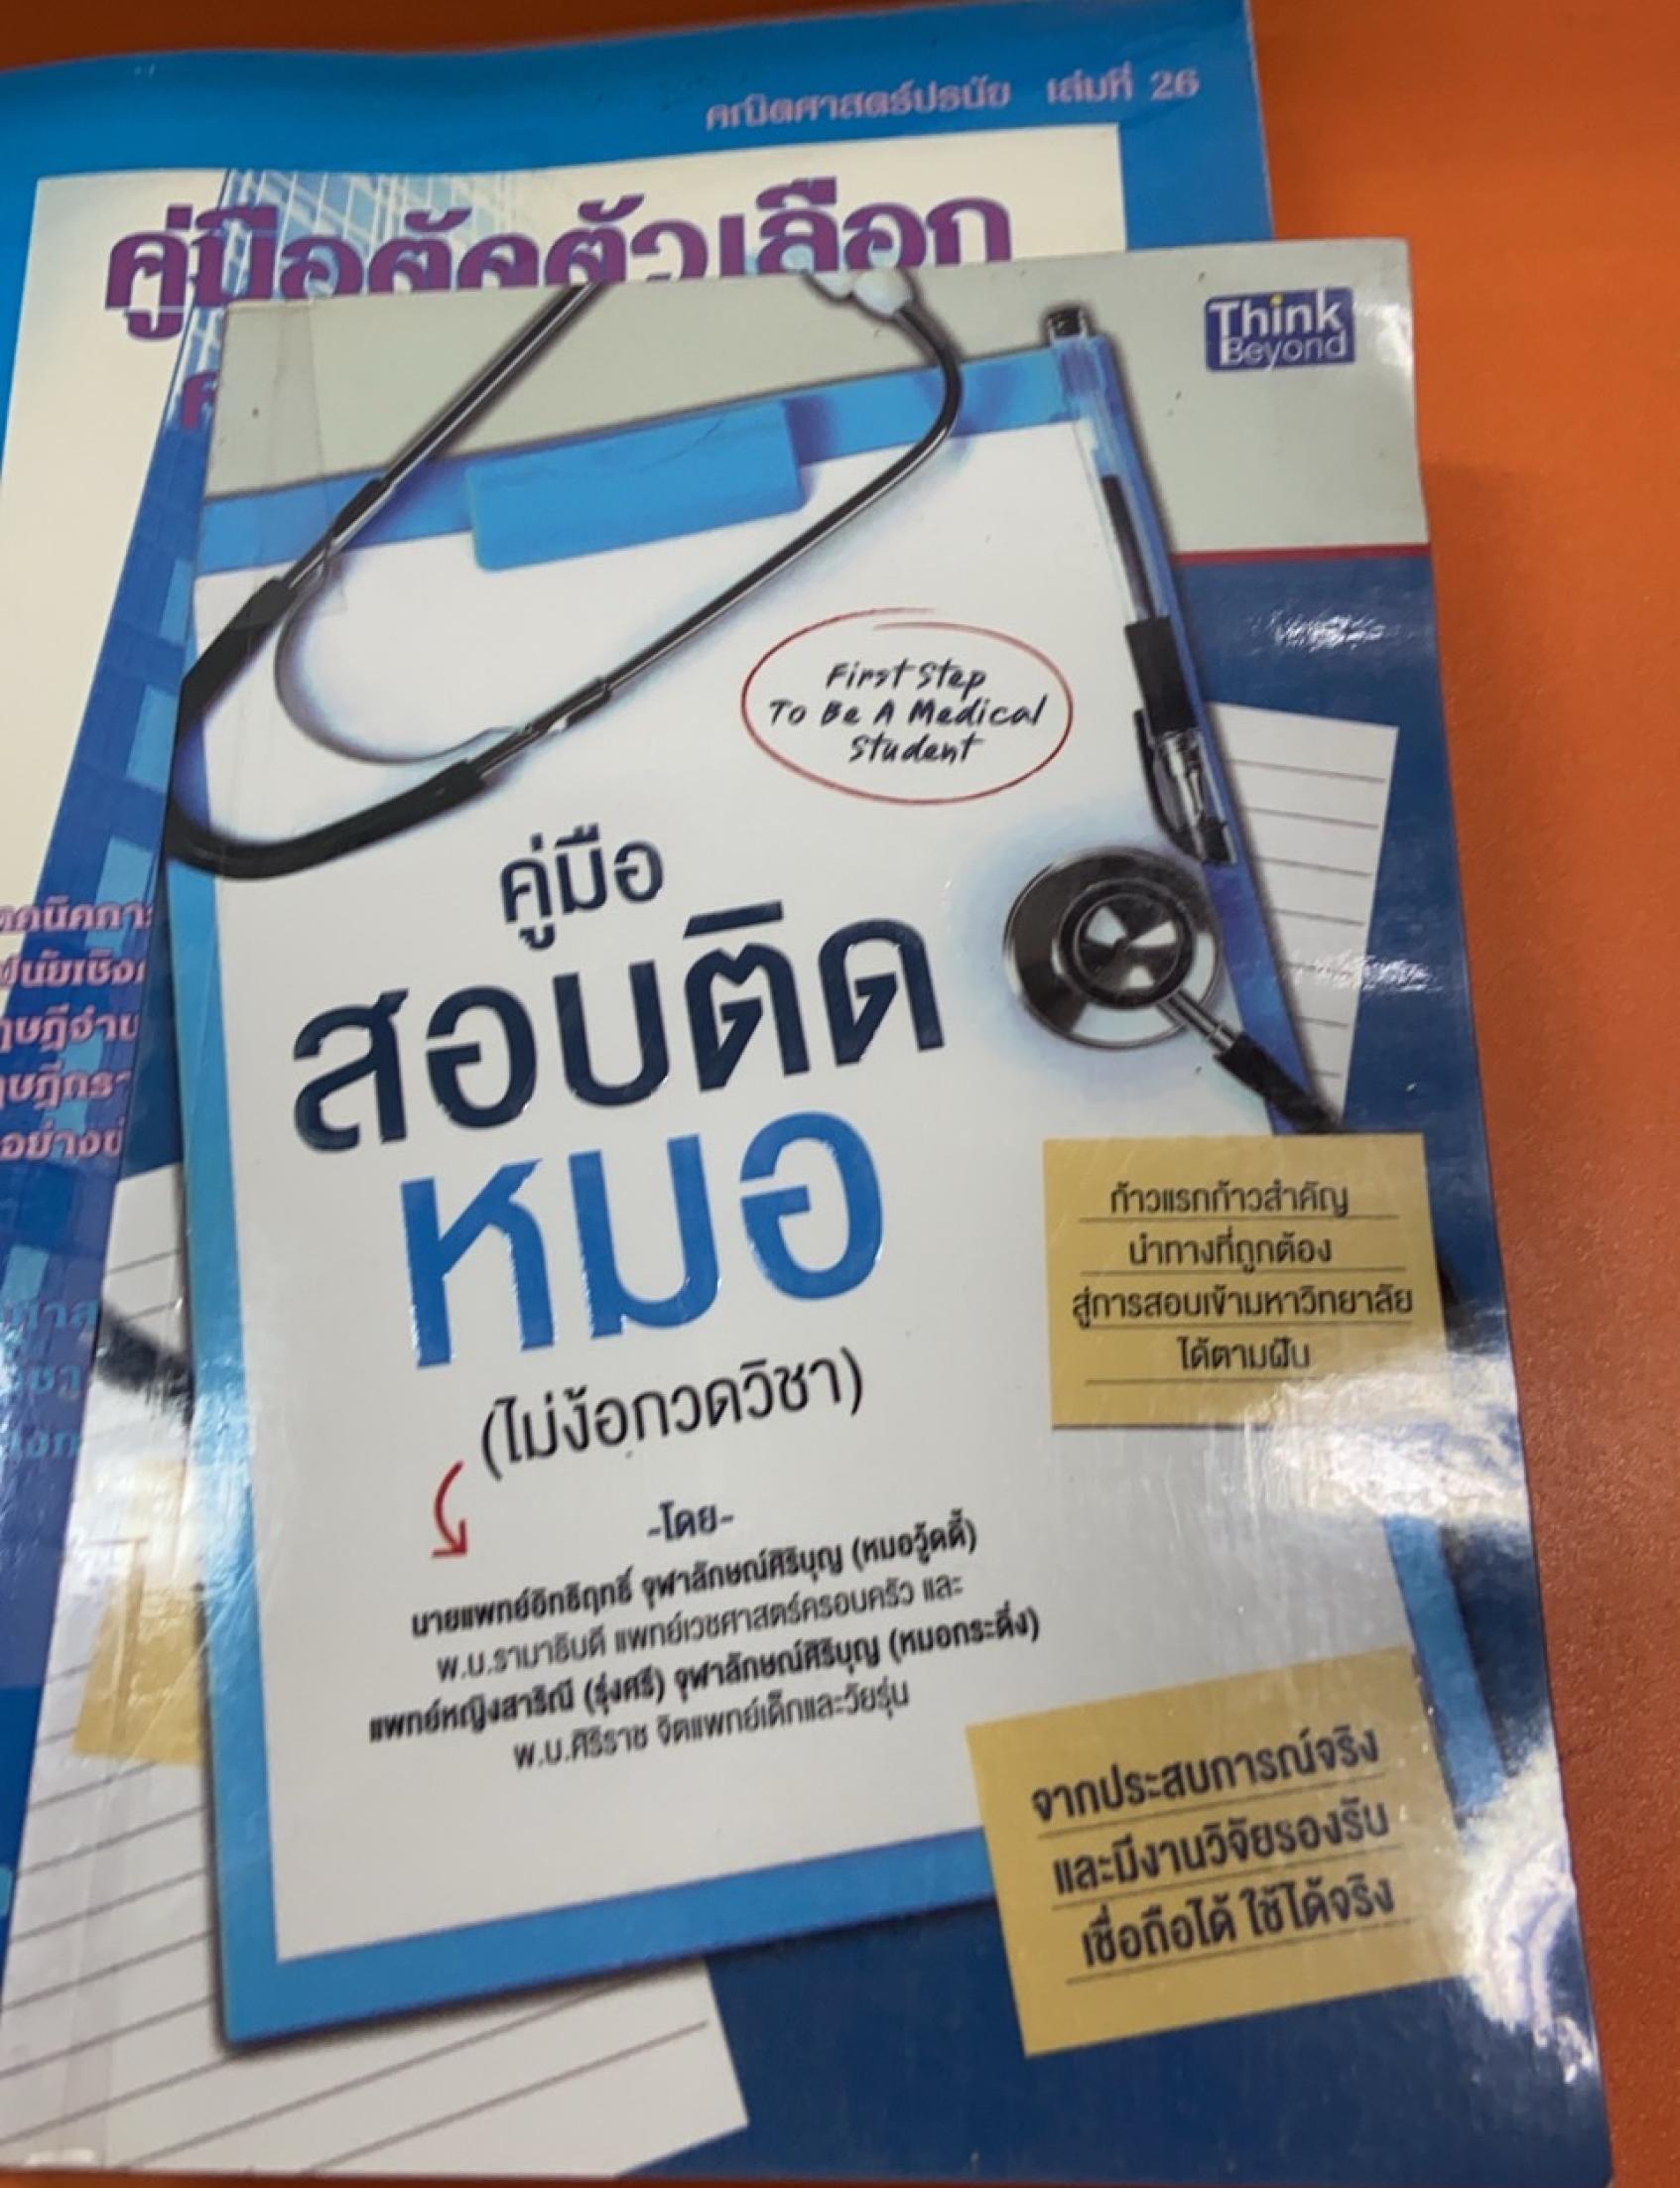 คณิตศาสตร์ปรนัย เล่มที่ 26
คู่มือตัดตัวเลือก
Think
Beyond
First Step
To Be A Medical
Student
คู่มือ
สอบติด
หมอ
(ไม่ง้อกวดวิชา)
-โดย-
นายแพทย์อิทธิฤทธิ์ จุฬาลักษณ์ศิริบุญ (หมอวู้ดดี้)
พ.บ.รามาธิบดี แพทย์เวชศาสตร์ครอบครัว และ
แพทย์หญิงสาริณี (รุ่งศรี) จุฬาลักษณ์ศิริบุญ (หมอกระดิ่ง)
พ.บ.ศิริราช จิตแพทย์เด็กและวัยรุ่น
ก้าวแรกก้าวสำคัญ
นำทางที่ถูกต้อง
สู่การสอบเข้ามหาวิทยาลัย
ได้ตามฝัน
จากประสบการณ์จริง
และมีงานวิจัยรองรับ
เชื่อถือได้ ใช้ได้จริง